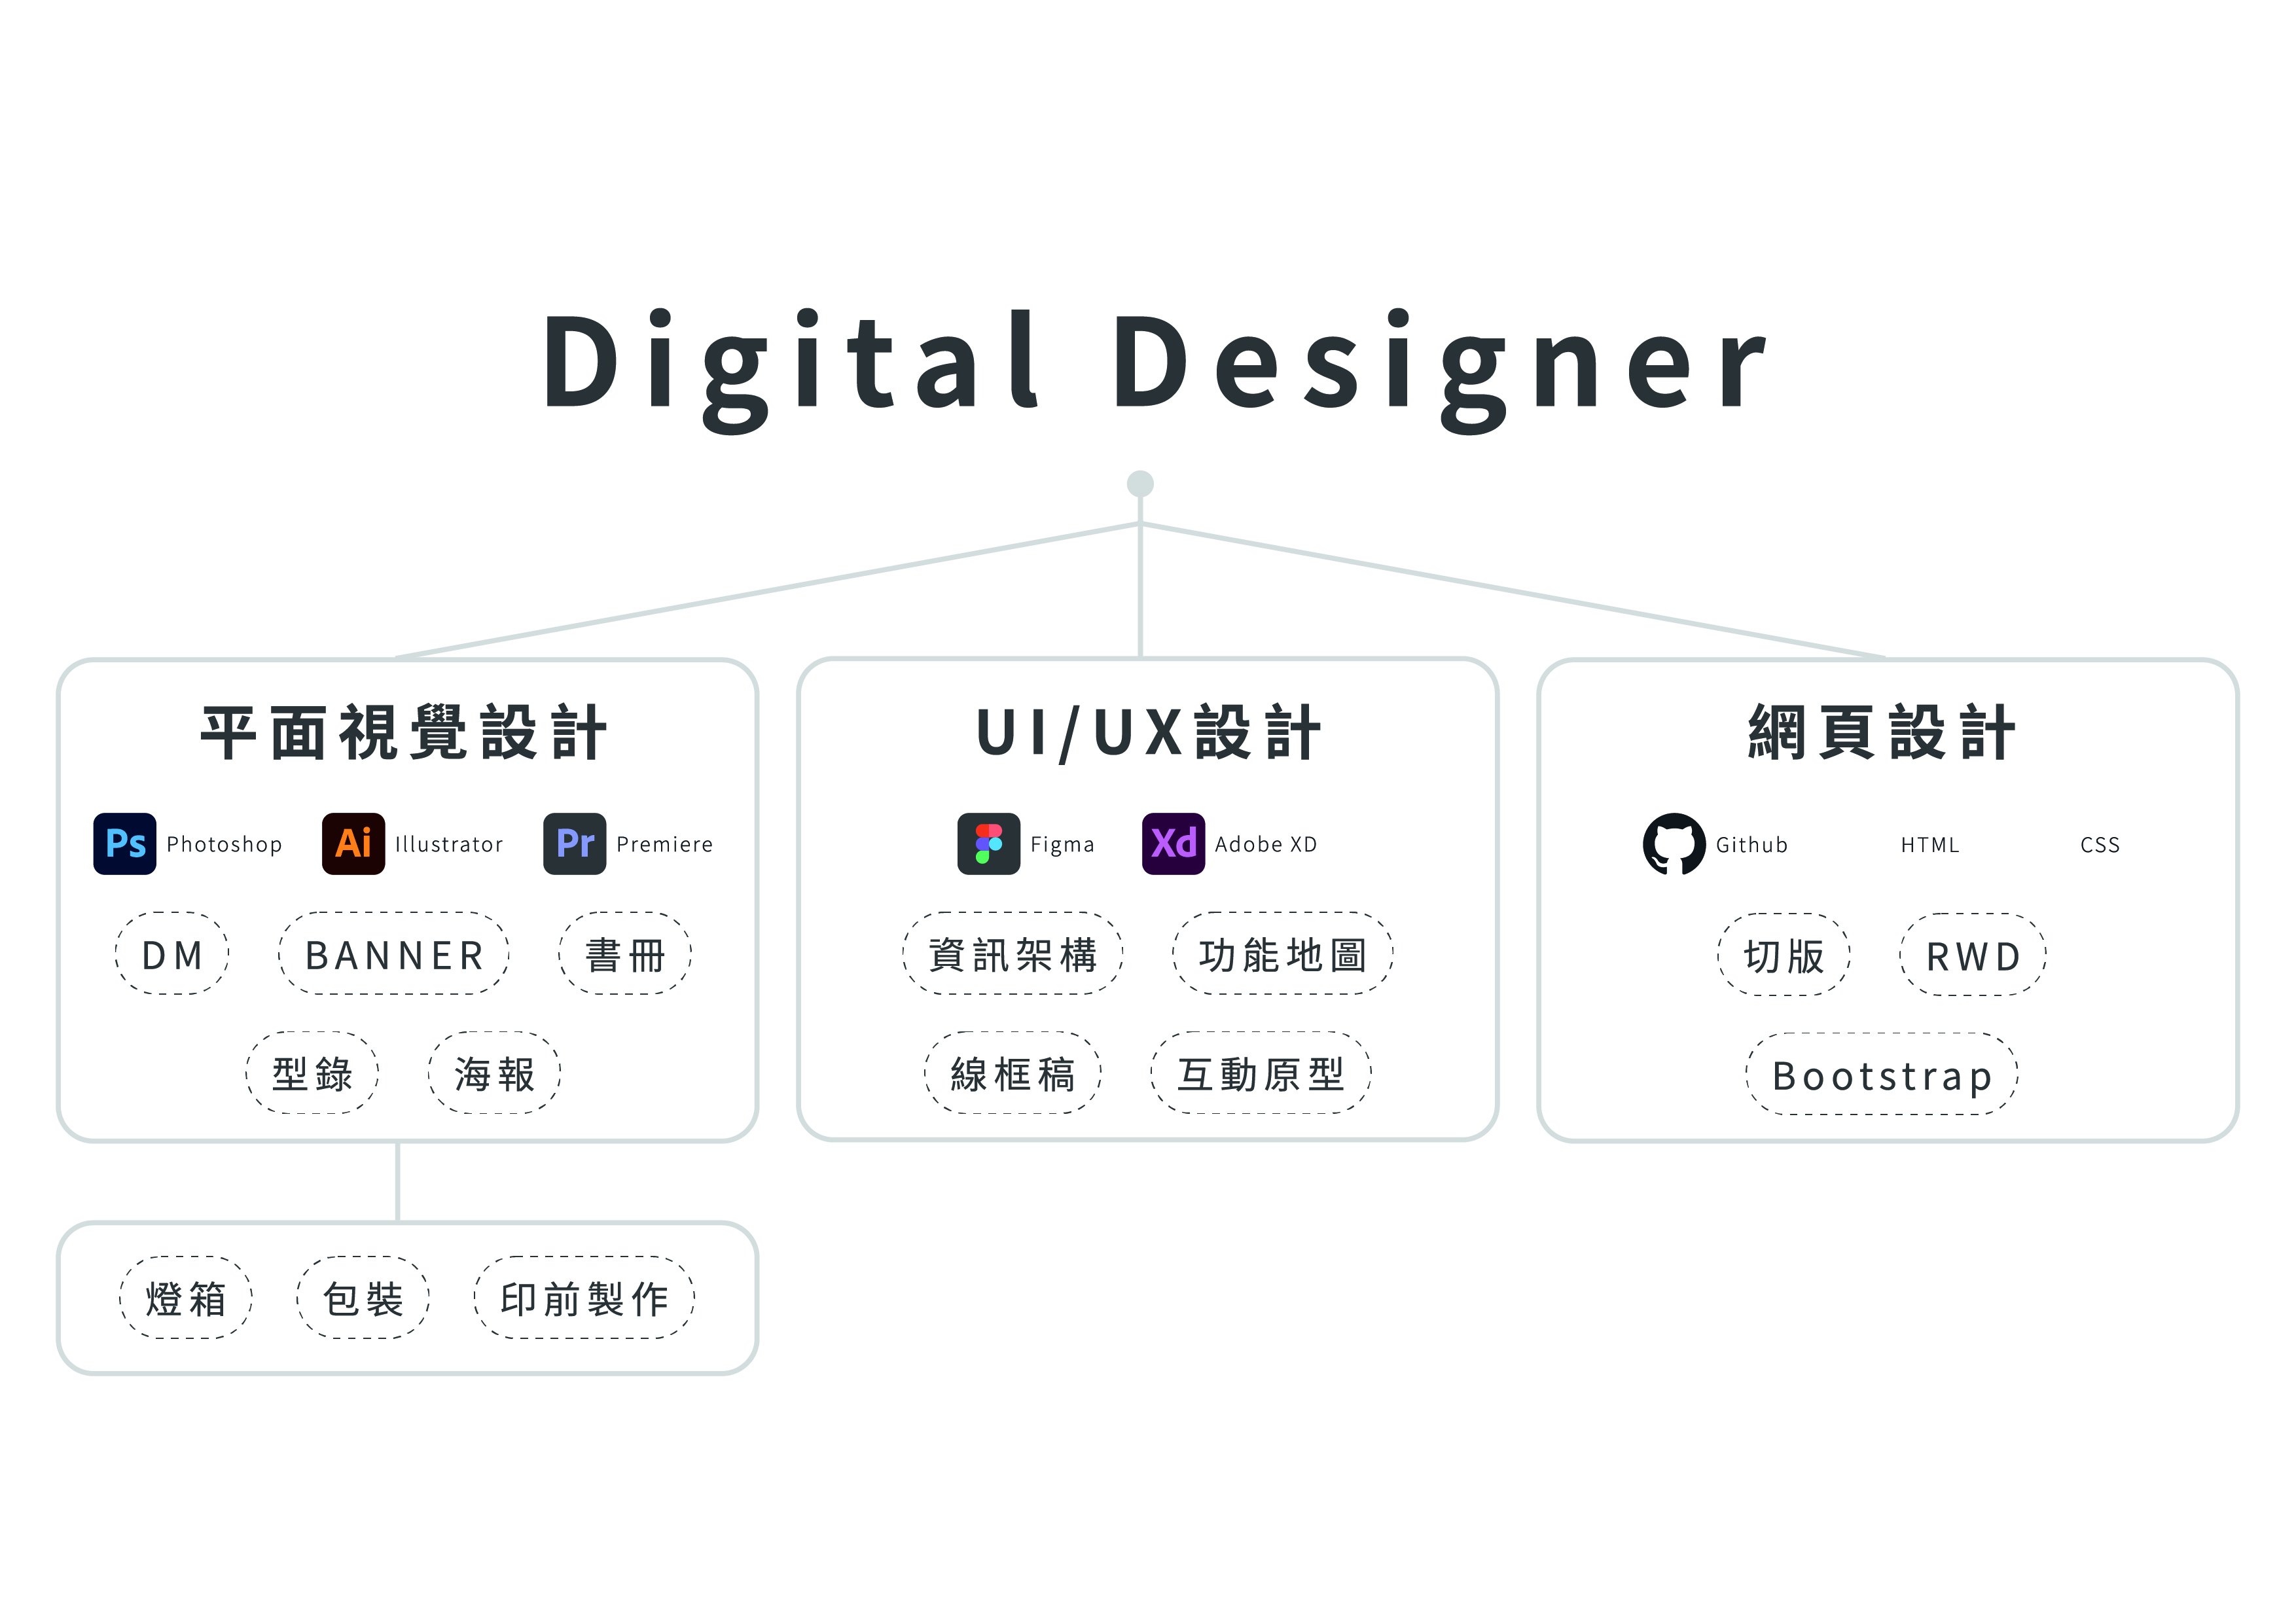 Digital Designer
平面視覺設計
Ps Photoshop Ai Illustrator Pr Premiere
DM BANNER 書冊
型錄 海報
燈箱 包裝 印前製作
UI/UX設計
Figma Xd Adobe XD
資訊架構 功能地圖
線框稿 互動原型
網頁設計
Github HTML CSS
切版 RWD
Bootstrap